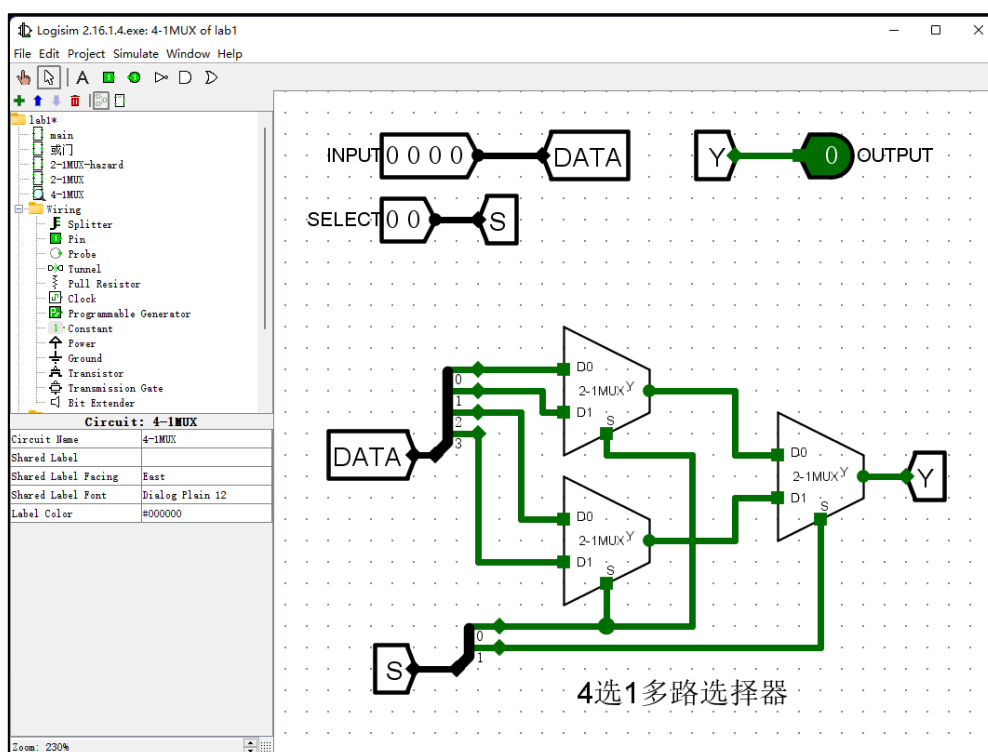 Logisim 2.16.1.4.exe: 4-1MUX of lab1
File Edit Project Simulate Window Help
lab1*
main
或门
2-1MUX-hazard
2-1MUX
4-1MUX
Wiring
Splitter
Pin
Probe
Tunnel
Pull Resistor
Clock
Programmable Generator
Constant
Power
Ground
Transistor
Transmission Gate
Bit Extender
Circuit: 4-1MUX
Circuit Name 4-1MUX
Shared Label
Shared Label Facing East
Shared Label Font Dialog Plain 12
Label Color #000000
Zoom: 230%
INPUT 0 0 0 0 DATA
Y 0 OUTPUT
SELECT 0 0 S
DATA
0
1
2
3
D0
2-1MUX Y
D1
S
D0
2-1MUX Y
D1
S
D0
2-1MUX Y
D1
S
Y
S
0
1
4选1多路选择器